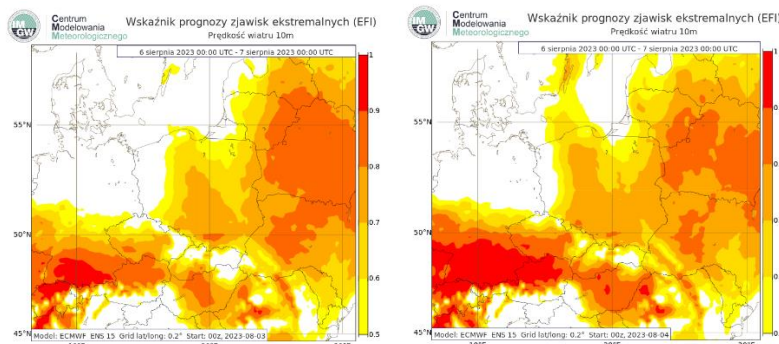 IM
GW
Centrum
Modelowania
Meteorologicznego
Wskaźnik prognozy zjawisk ekstremalnych (EFI)
Prędkość wiatru 10m
6 sierpnia 2023 00:00 UTC - 7 sierpnia 2023 00:00 UTC
1
0.9
0.8
0.7
0.6
0.5
55°N
50°N
45°N
Model: ECMWF ENS 15 Grid lat/long: 0.2° Start: 00z, 2023-08-03
IM
GW
Centrum
Modelowania
Meteorologicznego
Wskaźnik prognozy zjawisk ekstremalnych (EFI)
Prędkość wiatru 10m
6 sierpnia 2023 00:00 UTC - 7 sierpnia 2023 00:00 UTC
55°N
50°N
45°N
Model: ECMWF ENS 15 Grid lat/long: 0.2° Start: 00z, 2023-08-04